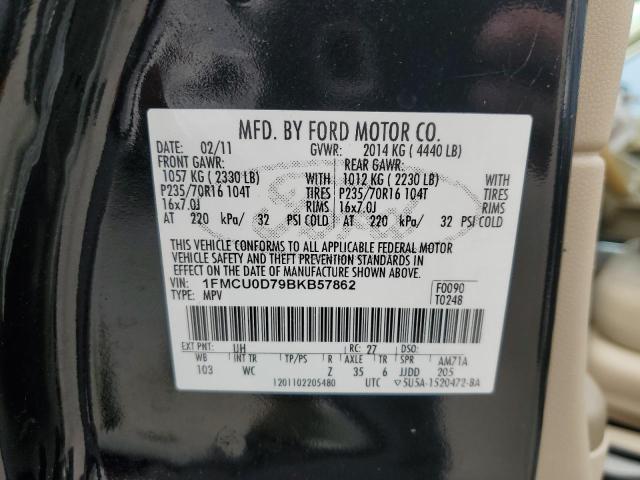 MFD. BY FORD MOTOR CO.
DATE: 02/11 GVWR: 2014 KG ( 4440 LB)
FRONT GAWR: REAR GAWR:
1057 KG ( 2330 LB) WITH 1012 KG ( 2230 LB) WITH
P235/70R16 104T TIRES P235/70R16 104T TIRES
16x7.0J RIMS 16x7.0J RIMS
AT 220 kPa/ 32 PSI COLD AT 220 kPa/ 32 PSI COLD
THIS VEHICLE CONFORMS TO ALL APPLICABLE FEDERAL MOTOR
VEHICLE SAFETY AND THEFT PREVENTION STANDARDS IN
EFFECT ON THE DATE OF MANUFACTURE SHOWN ABOVE.
VIN: 1FMCU0D79BKB57862 F0090
TYPE: MPV T0248
EXT PNT: UH RC: 27 DSO:
WB INT TR TP/PS R AXLE TR SPR AM71A
103 WC Z 35 6 JJDD 205
1201102205480 UTC ▽5U5A-1520472-BA